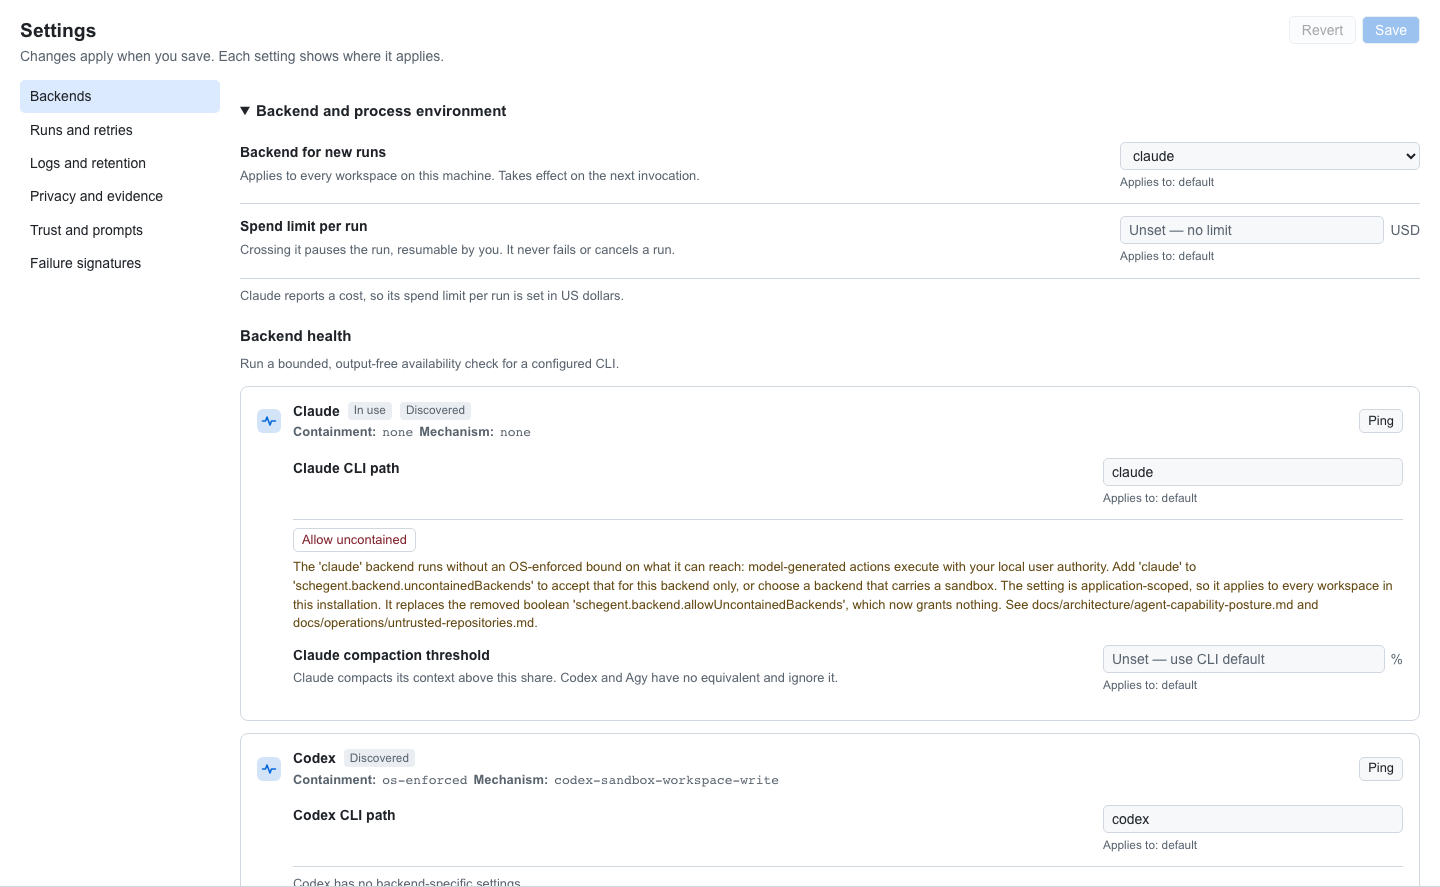 Settings
Changes apply when you save. Each setting shows where it applies.
Revert
Save
Backends
Runs and retries
Logs and retention
Privacy and evidence
Trust and prompts
Failure signatures
Backend and process environment
Backend for new runs
Applies to every workspace on this machine. Takes effect on the next invocation.
claude
Applies to: default
Spend limit per run
Crossing it pauses the run, resumable by you. It never fails or cancels a run.
Unset — no limit USD
Applies to: default
Claude reports a cost, so its spend limit per run is set in US dollars.
Backend health
Run a bounded, output-free availability check for a configured CLI.
Claude In use Discovered
Containment: none Mechanism: none
Ping
Claude CLI path
claude
Applies to: default
Allow uncontained
The 'claude' backend runs without an OS-enforced bound on what it can reach: model-generated actions execute with your local user authority. Add 'claude' to
'schegent.backend.uncontainedBackends' to accept that for this backend only, or choose a backend that carries a sandbox. The setting is application-scoped, so it applies to every workspace in
this installation. It replaces the removed boolean 'schegent.backend.allowUncontainedBackends', which now grants nothing. See docs/architecture/agent-capability-posture.md and
docs/operations/untrusted-repositories.md.
Claude compaction threshold
Claude compacts its context above this share. Codex and Agy have no equivalent and ignore it.
Unset — use CLI default %
Applies to: default
Codex Discovered
Containment: os-enforced Mechanism: codex-sandbox-workspace-write
Ping
Codex CLI path
codex
Applies to: default
Codex has no backend-specific settings